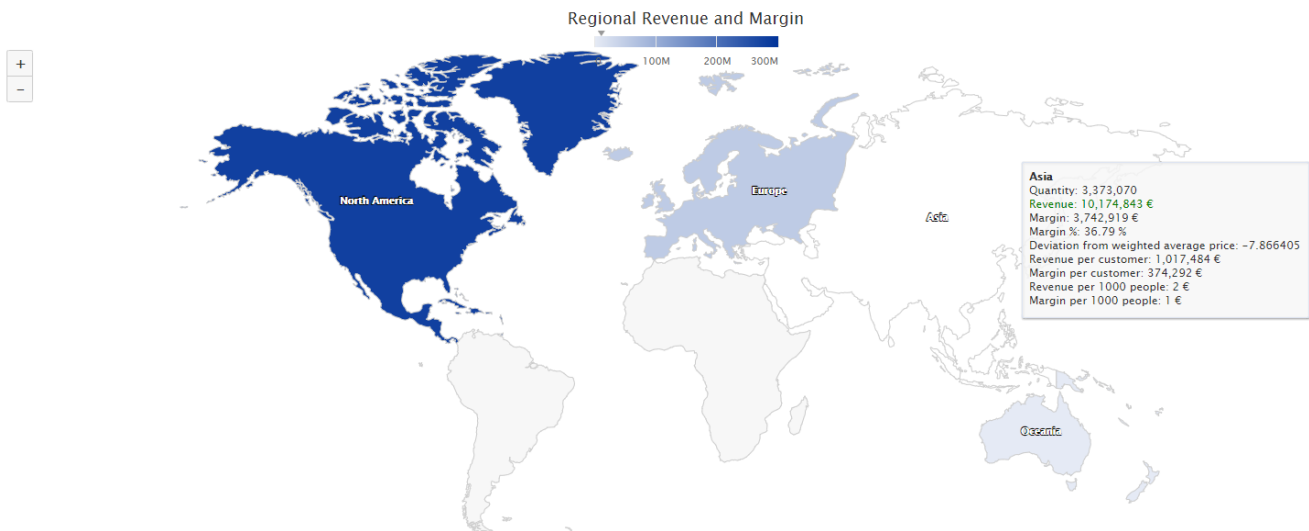 Regional Revenue and Margin
100M 200M 300M
+
−
North America
Europe
Asia
Oceania
Asia
Quantity: 3,373,070
Revenue: 10,174,843 €
Margin: 3,742,919 €
Margin %: 36.79 %
Deviation from weighted average price: −7.866405
Revenue per customer: 1,017,484 €
Margin per customer: 374,292 €
Revenue per 1000 people: 2 €
Margin per 1000 people: 1 €